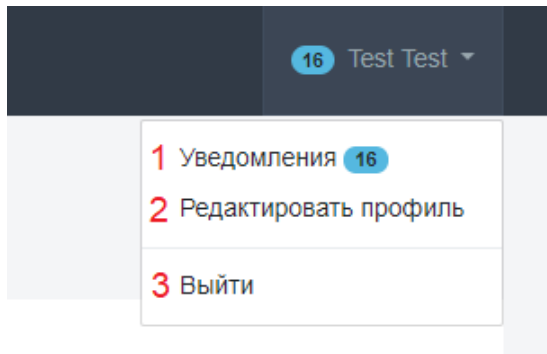 16 Test Test
1 Уведомления 16
2 Редактировать профиль
3 Выйти